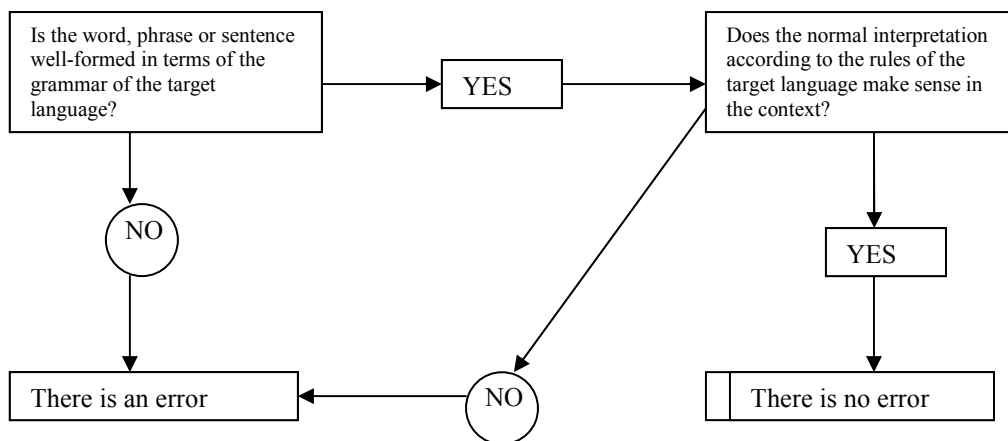 Is the word, phrase or sentence
well-formed in terms of the
grammar of the target
language?
YES
Does the normal interpretation
according to the rules of the
target language make sense in
the context?
NO
YES
There is an error
NO
There is no error